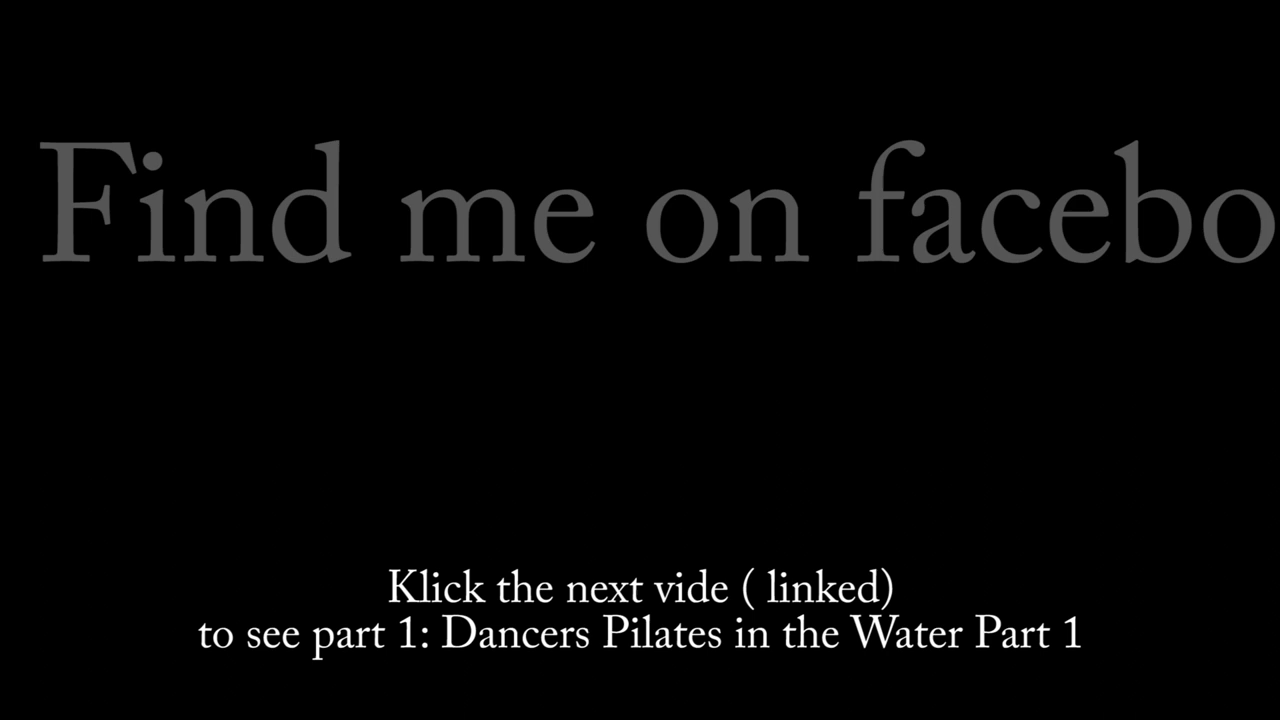 Find me on facebo
Klick the next vide ( linked)
to see part 1: Dancers Pilates in the Water Part 1